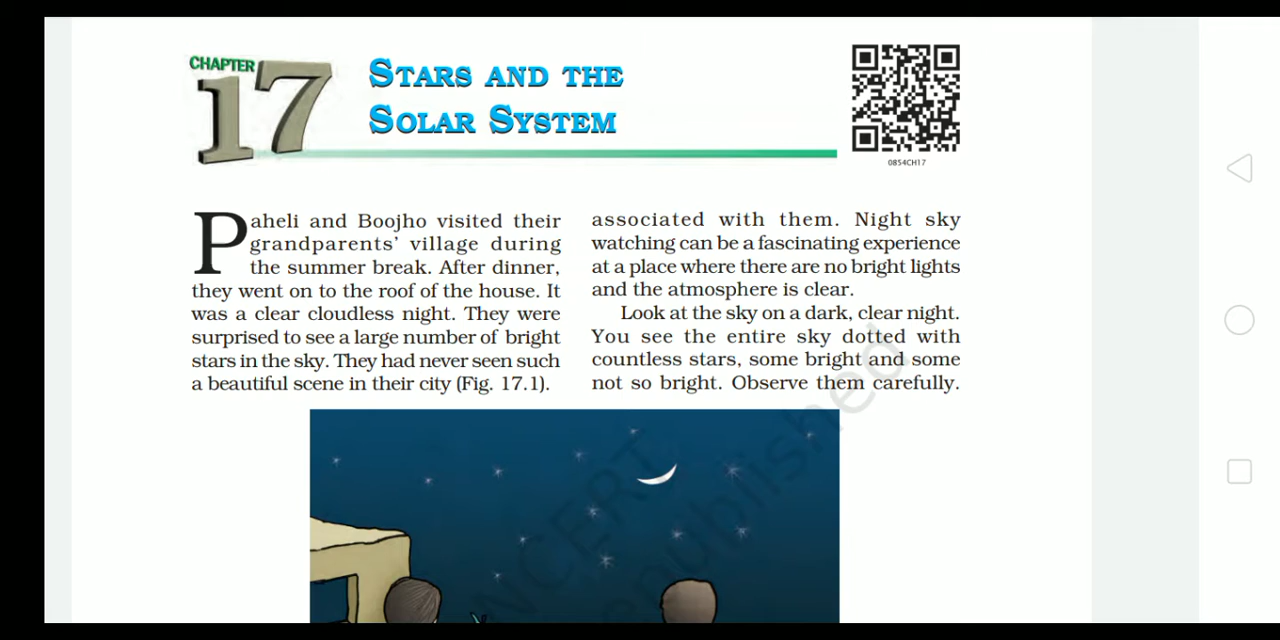 CHAPTER
17
STARS AND THE
SOLAR SYSTEM
0854CH17
Paheli and Boojho visited their
grandparents’ village during
the summer break. After dinner,
they went on to the roof of the house. It
was a clear cloudless night. They were
surprised to see a large number of bright
stars in the sky. They had never seen such
a beautiful scene in their city (Fig. 17.1).
associated with them. Night sky
watching can be a fascinating experience
at a place where there are no bright lights
and the atmosphere is clear.
Look at the sky on a dark, clear night.
You see the entire sky dotted with
countless stars, some bright and some
not so bright. Observe them carefully.
NCERT
republished